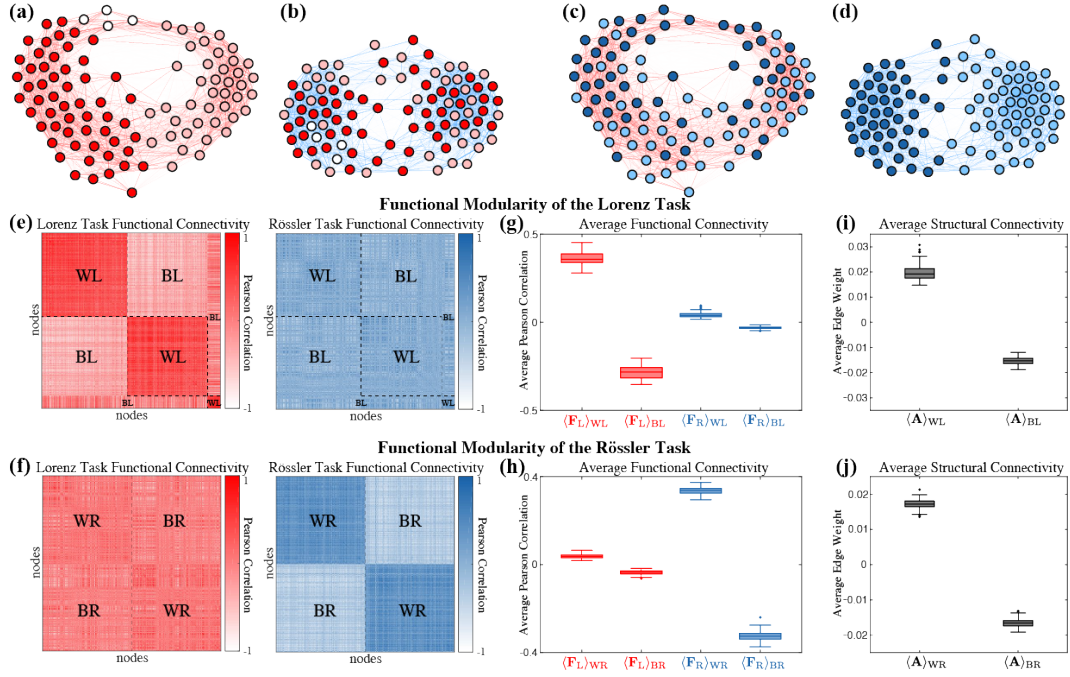 (a)
(b)
(c)
(d)
Functional Modularity of the Lorenz Task
(e)
Lorenz Task Functional Connectivity
nodes
WL
BL
BL
BL
WL
BL
WL
nodes
1
Pearson Correlation
-1
Rössler Task Functional Connectivity
nodes
WL
BL
BL
BL
WL
BL
WL
nodes
1
Pearson Correlation
-1
(g)
Average Functional Connectivity
Average Pearson Correlation
0.5
0
-0.5
⟨F_L⟩_WL
⟨F_L⟩_BL
⟨F_R⟩_WL
⟨F_R⟩_BL
(i)
Average Structural Connectivity
Average Edge Weight
0.03
0.02
0.01
0
-0.01
-0.02
-0.03
⟨A⟩_WL
⟨A⟩_BL
Functional Modularity of the Rössler Task
(f)
Lorenz Task Functional Connectivity
nodes
WR
BR
BR
WR
nodes
1
Pearson Correlation
-1
Rössler Task Functional Connectivity
nodes
WR
BR
BR
WR
nodes
1
Pearson Correlation
-1
(h)
Average Functional Connectivity
Average Pearson Correlation
0.4
0
-0.4
⟨F_L⟩_WR
⟨F_L⟩_BR
⟨F_R⟩_WR
⟨F_R⟩_BR
(j)
Average Structural Connectivity
Average Edge Weight
0.02
0.01
0
-0.01
-0.02
⟨A⟩_WR
⟨A⟩_BR